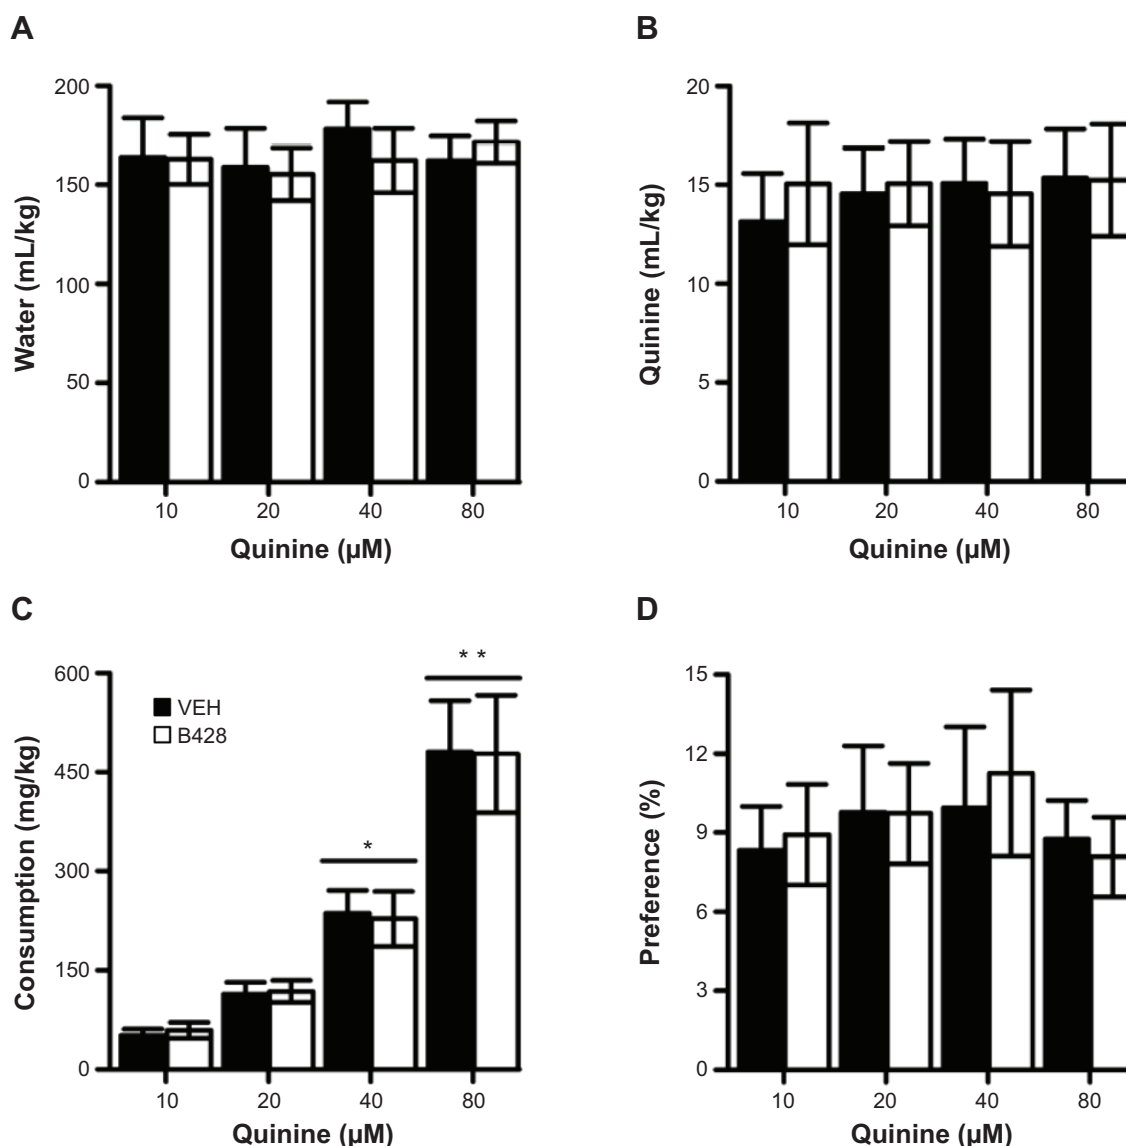 A
Water (mL/kg)
200
150
100
50
0
10 20 40 80
Quinine (µM)
B
Quinine (mL/kg)
20
15
10
5
0
10 20 40 80
Quinine (µM)
C
Consumption (mg/kg)
600
450
300
150
0
VEH
B428
*
* *
10 20 40 80
Quinine (µM)
D
Preference (%)
15
12
9
6
3
0
10 20 40 80
Quinine (µM)